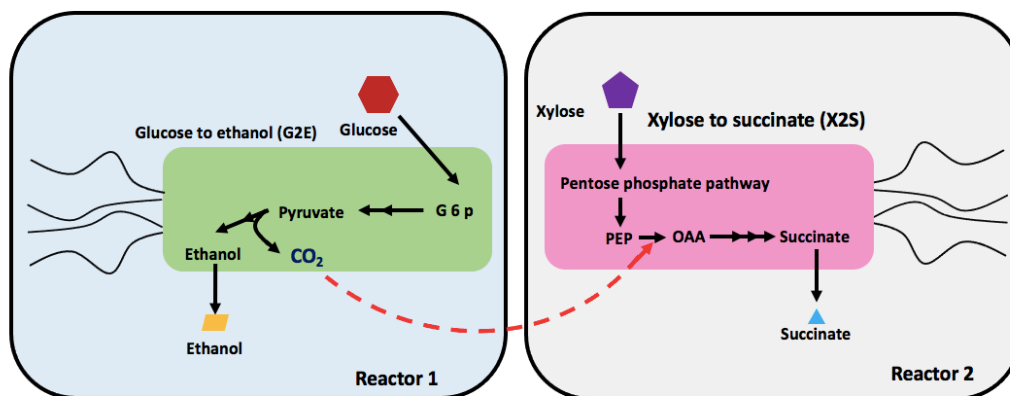 Glucose
Glucose to ethanol (G2E)
G 6 p
Pyruvate
Ethanol
CO₂
Ethanol
Reactor 1
Xylose
Xylose to succinate (X2S)
Pentose phosphate pathway
PEP
OAA
Succinate
Succinate
Reactor 2